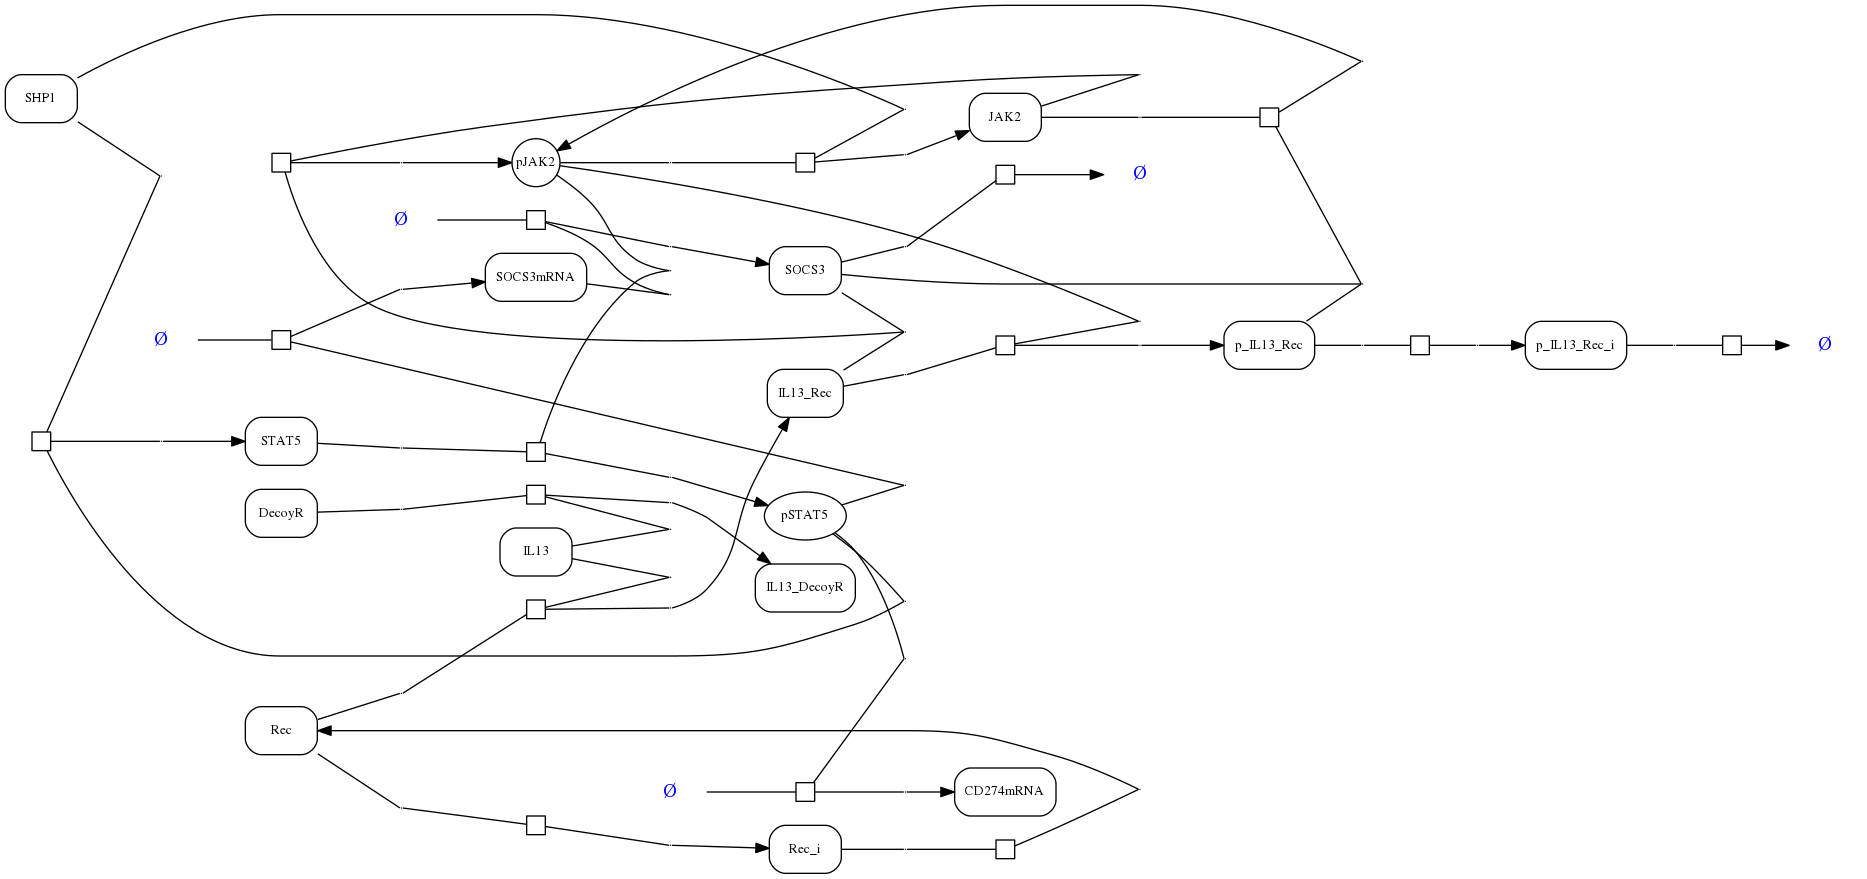 SHP1
JAK2
pJAK2
Ø
Ø
SOCS3
SOCS3mRNA
Ø
p_IL13_Rec
p_IL13_Rec_i
Ø
IL13_Rec
STAT5
DecoyR
pSTAT5
IL13
IL13_DecoyR
Rec
Ø
CD274mRNA
Rec_i